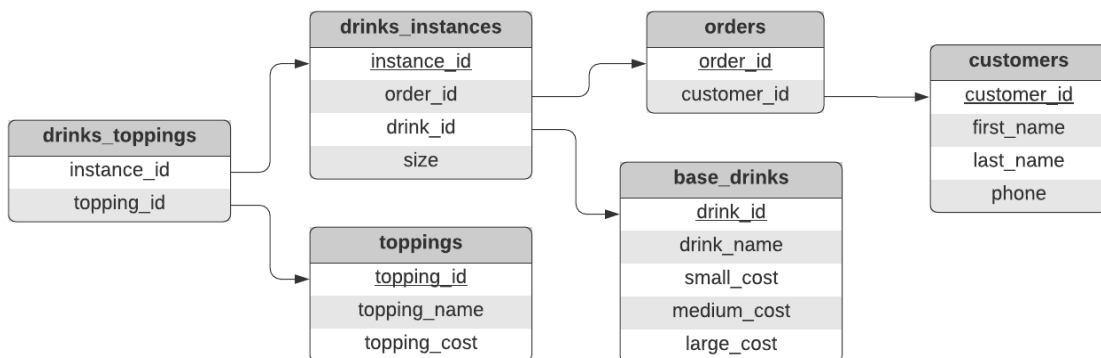 drinks_toppings
instance_id
topping_id
drinks_instances
instance_id
order_id
drink_id
size
toppings
topping_id
topping_name
topping_cost
orders
order_id
customer_id
base_drinks
drink_id
drink_name
small_cost
medium_cost
large_cost
customers
customer_id
first_name
last_name
phone